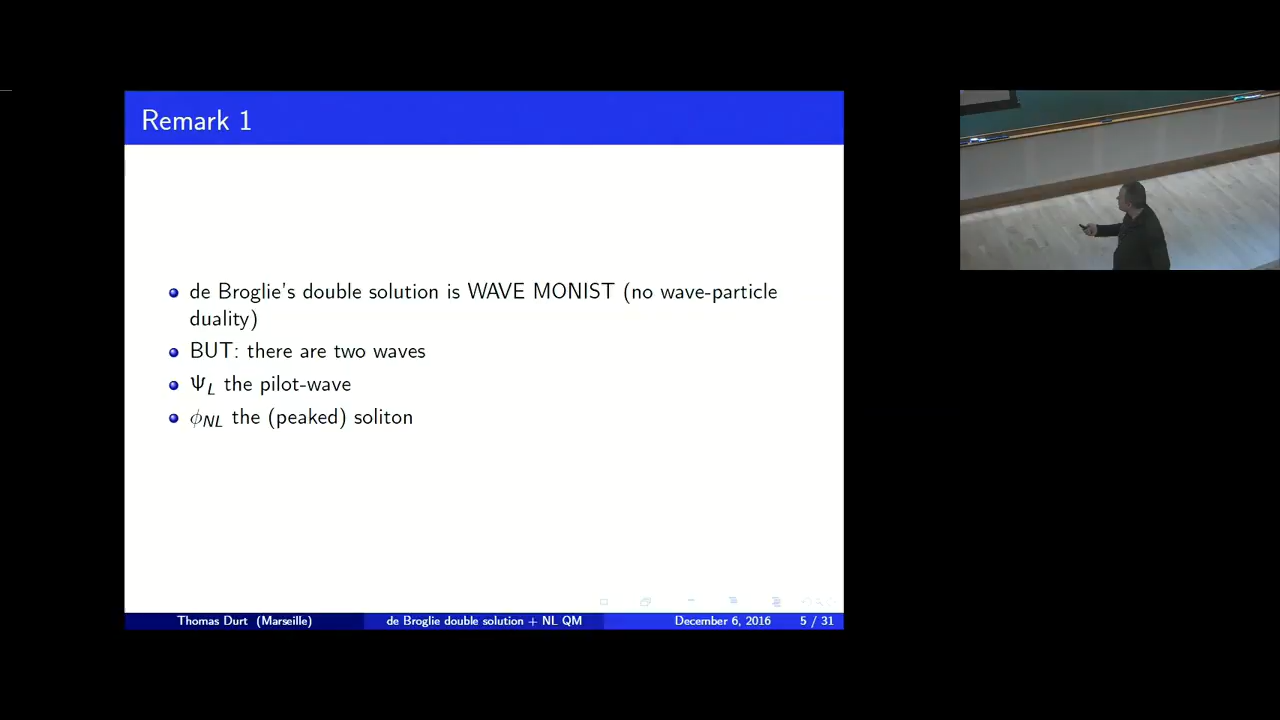 Remark 1
de Broglie's double solution is WAVE MONIST (no wave-particle
duality)
BUT: there are two waves
Ψ_L the pilot-wave
ϕ_NL the (peaked) soliton
Thomas Durt (Marseille) de Broglie double solution + NL QM December 6, 2016 5 / 31